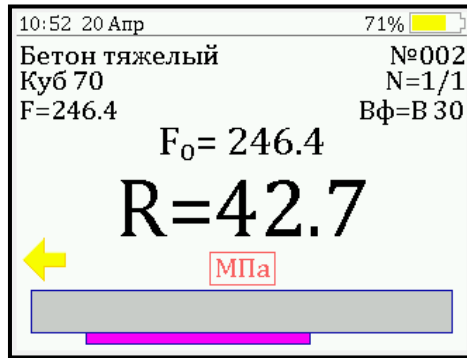 10:52 20 Апр 71%
Бетон тяжелый №002
Куб 70 N=1/1
F=246.4 Вф=В 30
F₀= 246.4
R=42.7
МПа